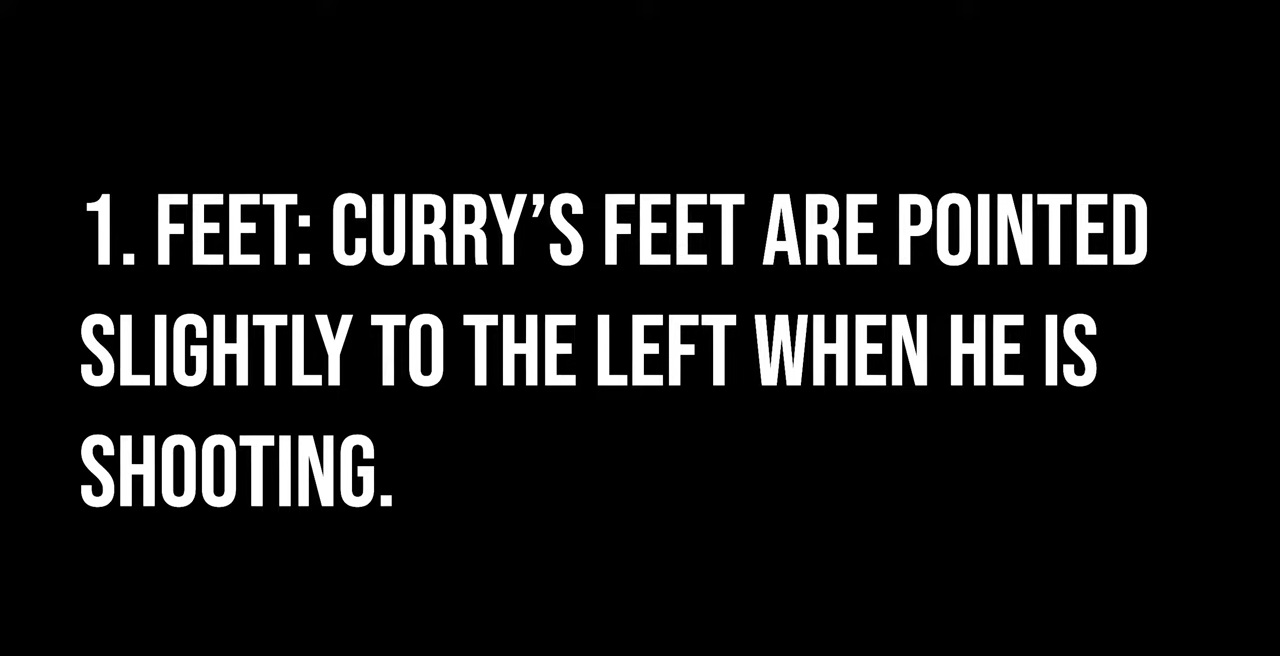 1. FEET: CURRY’S FEET ARE POINTED
SLIGHTLY TO THE LEFT WHEN HE IS
SHOOTING.